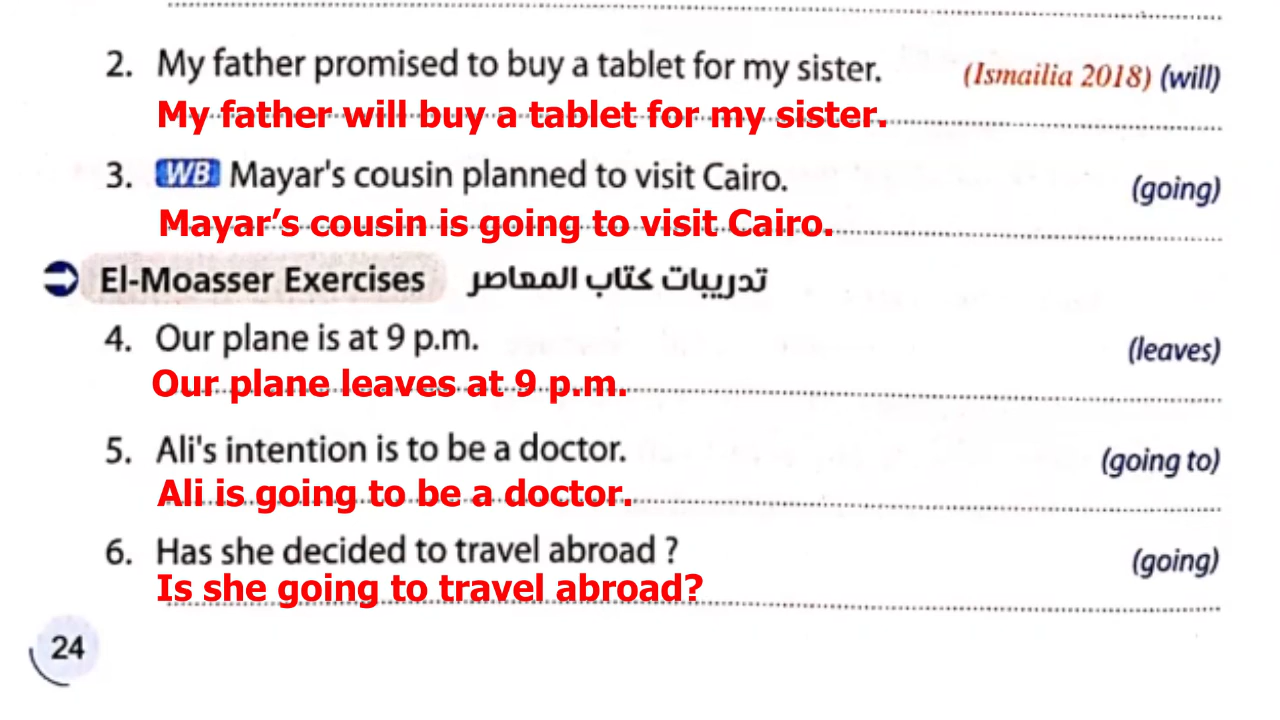 2. My father promised to buy a tablet for my sister. (Ismailia 2018) (will)
My father will buy a tablet for my sister.
3. WB Mayar's cousin planned to visit Cairo. (going)
Mayar’s cousin is going to visit Cairo.
El-Moasser Exercises تدريبات كتاب المعاصر
4. Our plane is at 9 p.m. (leaves)
Our plane leaves at 9 p.m.
5. Ali's intention is to be a doctor. (going to)
Ali is going to be a doctor.
6. Has she decided to travel abroad ? (going)
Is she going to travel abroad?
24